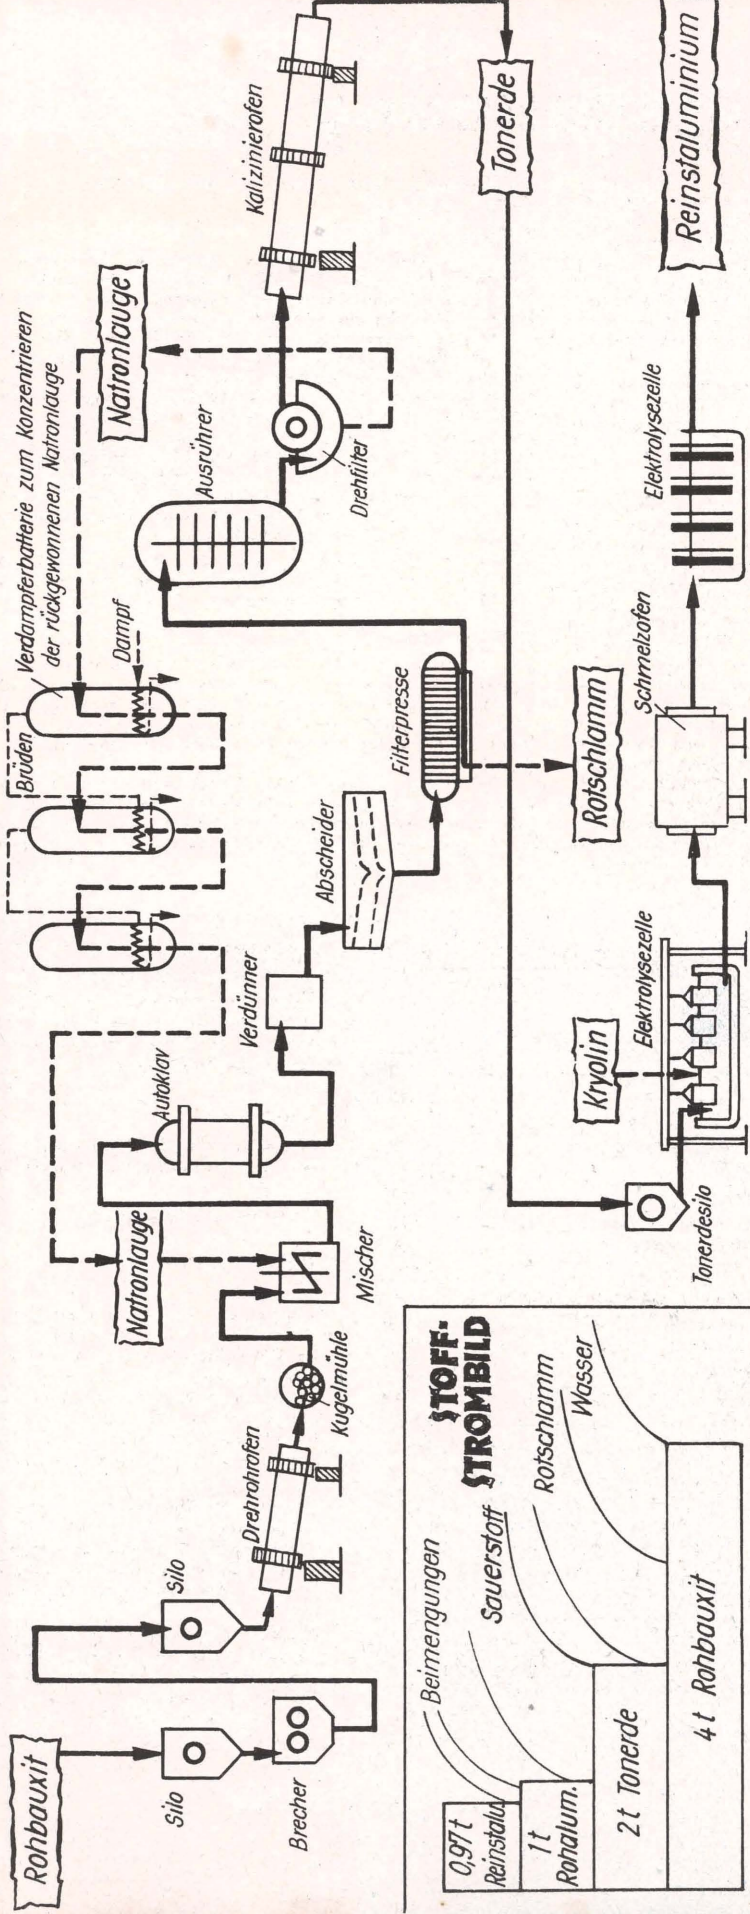 Rohbauxit
Silo
Brecher
Silo
Drehrohrofen
Kugelmühle
Natronlauge
Mischer
Autoklav
Verdünner
Abscheider
Filterpresse
Brüden
Verdampferbatterie zum Konzentrieren
der rückgewonnenen Natronlauge
Dampf
Ausrührer
Natronlauge
Drehfilter
Kalizinierofen
Tonerde
Rotschlamm
Tonerdesilo
Kryolin
Elektrolysezelle
Schmelzofen
Elektrolysezelle
Reinstaluminium
STOFF-
STROMBILD
Beimengungen
Sauerstoff
Rotschlamm
Wasser
0,97t
Reinstalu.
1t
Rohalum.
2t Tonerde
4t Rohbauxit